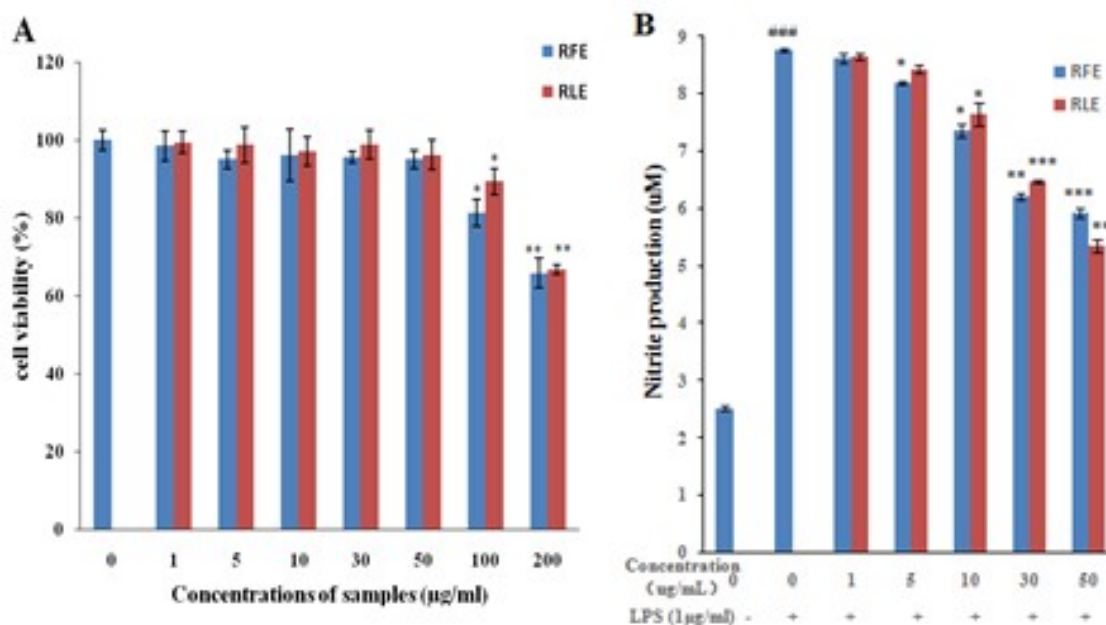 A
RFE
RLE
120
100
80
60
40
20
0
cell viability (%)
*
*
**
**
0 1 5 10 30 50 100 200
Concentrations of samples (µg/ml)
B
RFE
RLE
9
8
7
6
5
4
3
2
1
0
Nitrite production (uM)
###
*
*
*
**
***
***
**
Concentration
(ug/mL)
0 0 1 5 10 30 50
LPS (1µg/ml) - + + + + + +